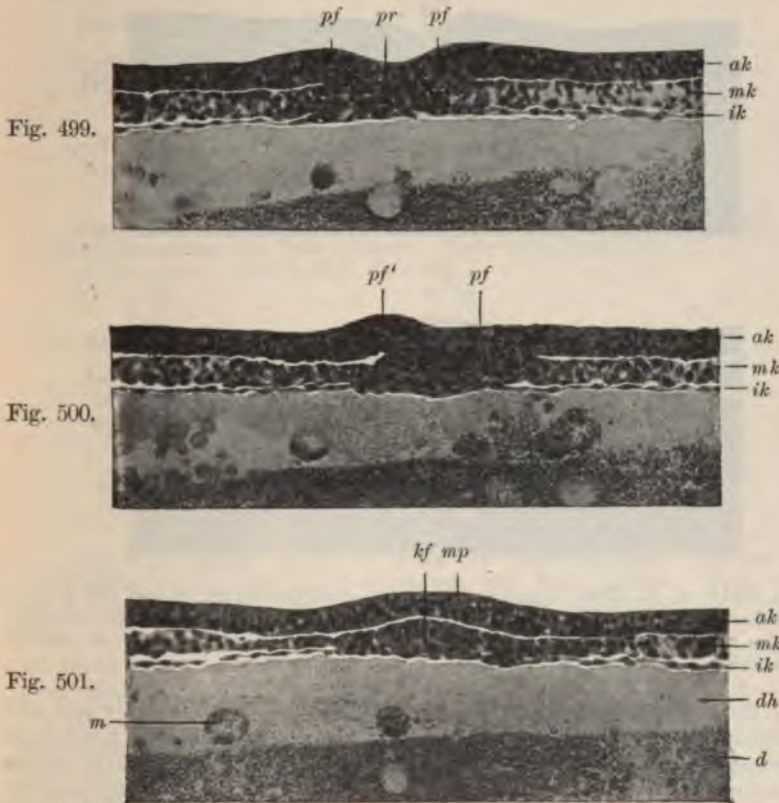 pf pr pf
ak
mk
Fig. 499.
ik
pf' pf
ak
mk
ik
Fig. 500.
kf mp
ak
mk
ik
Fig. 501.
dh
m
d